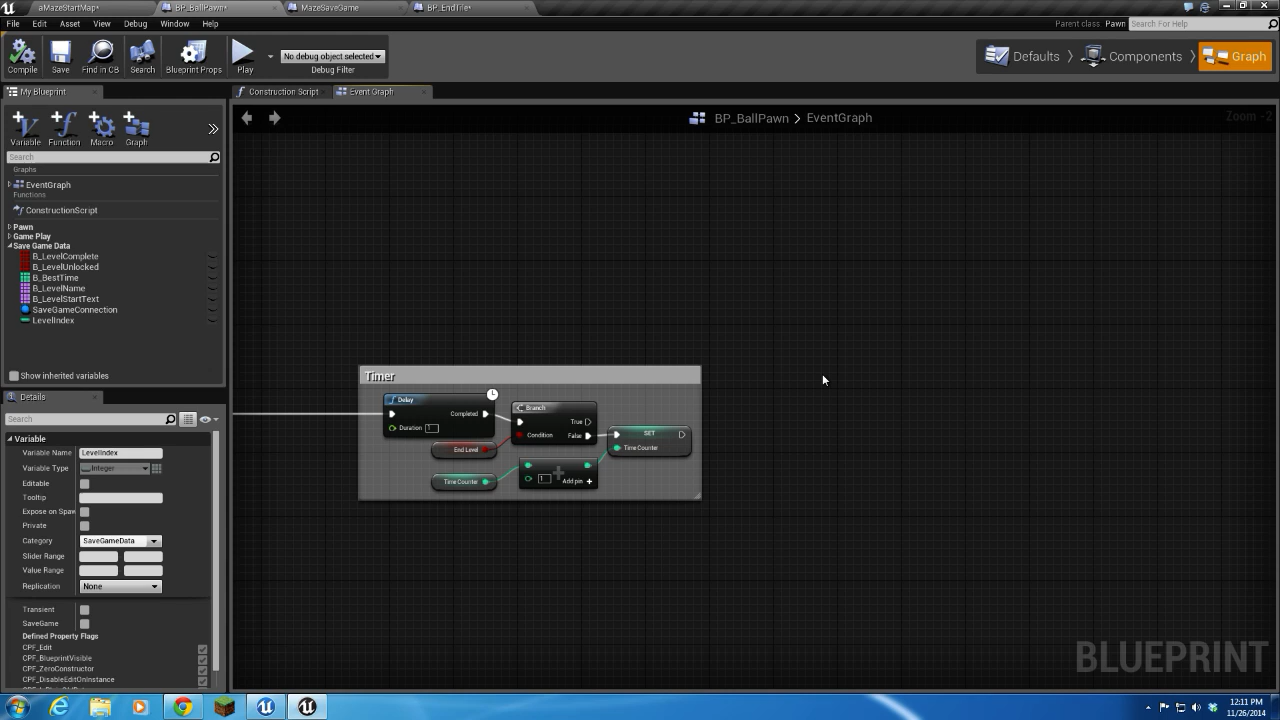 aMazeStartMap*
BP_BallPawn*
MazeSaveGame
BP_EndTile*
File Edit Asset View Debug Window Help
Parent class: Pawn
Search For Help
Compile
Save
Find in CB
Search
Blueprint Props
Play
No debug object selected
Debug Filter
Defaults
Components
Graph
My Blueprint
Construction Script
Event Graph
Variable
Function
Macro
Graph
BP_BallPawn > EventGraph
Zoom -2
Search
Graphs
EventGraph
Functions
ConstructionScript
Pawn
Game Play
Save Game Data
B_LevelComplete
B_LevelUnlocked
B_BestTime
B_LevelName
B_LevelStartText
SaveGameConnection
LevelIndex
Show inherited variables
Details
Search
Variable
Variable Name LevelIndex
Variable Type Integer
Editable
Tooltip
Expose on Spaw
Private
Category SaveGameData
Slider Range
Value Range
Replication None
Transient
SaveGame
Defined Property Flags
CPF_Edit
CPF_BlueprintVisible
CPF_ZeroConstructor
CPF_DisableEditOnInstance
Timer
Delay
Completed
Duration 1
Branch
True
Condition
False
End Level
SET
Time Counter
Time Counter
1
Add pin +
BLUEPRINT
12:11 PM
11/26/2014